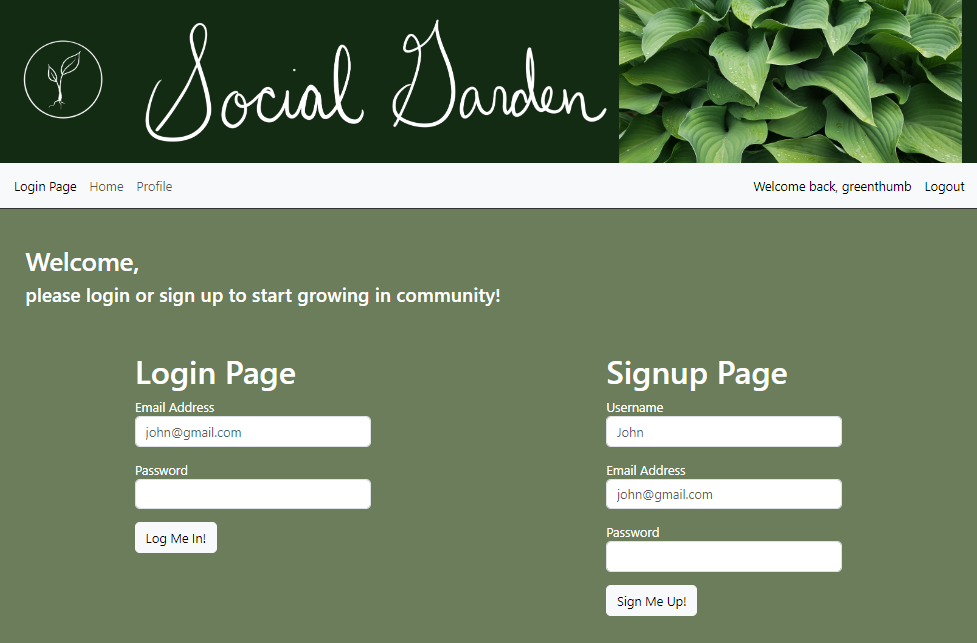 Social Garden
Login Page Home Profile Welcome back, greenthumb Logout
Welcome,
please login or sign up to start growing in community!
Login Page
Email Address
john@gmail.com
Password
Log Me In!
Signup Page
Username
John
Email Address
john@gmail.com
Password
Sign Me Up!